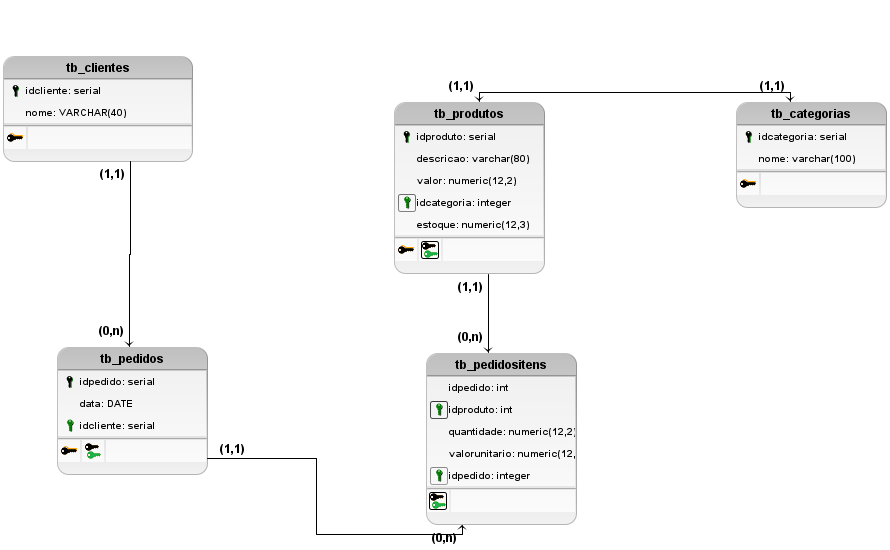 tb_clientes
idcliente: serial
nome: VARCHAR(40)
(1,1)
(0,n)
tb_pedidos
idpedido: serial
data: DATE
idcliente: serial
(1,1)
(0,n)
(1,1)
(1,1)
tb_produtos
idproduto: serial
descricao: varchar(80)
valor: numeric(12,2)
idcategoria: integer
estoque: numeric(12,3)
tb_categorias
idcategoria: serial
nome: varchar(100)
(1,1)
(0,n)
tb_pedidositens
idpedido: int
idproduto: int
quantidade: numeric(12,2)
valorunitario: numeric(12,
idpedido: integer